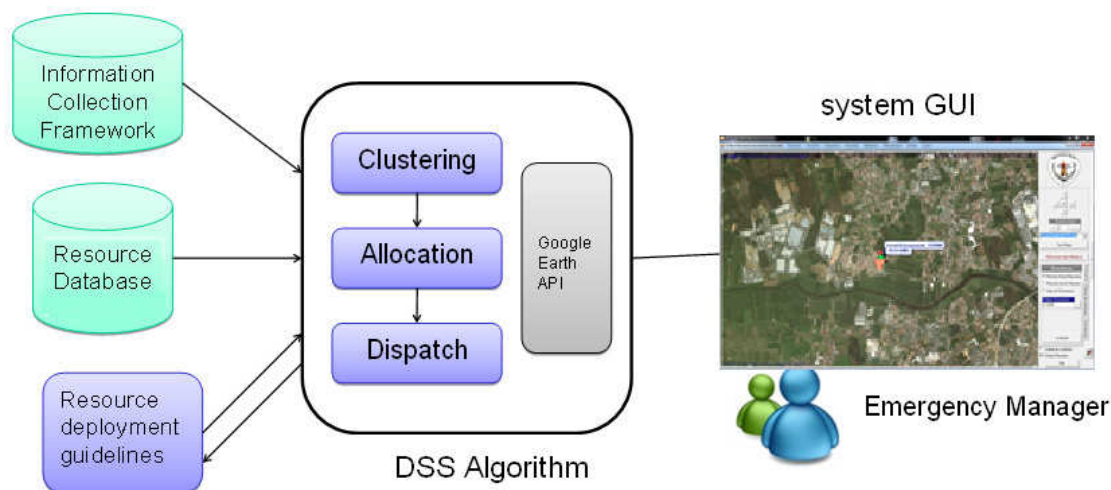 Information
Collection
Framework
Resource
Database
Resource
deployment
guidelines
Clustering
Allocation
Dispatch
Google
Earth
API
DSS Algorithm
system GUI
Emergency Manager